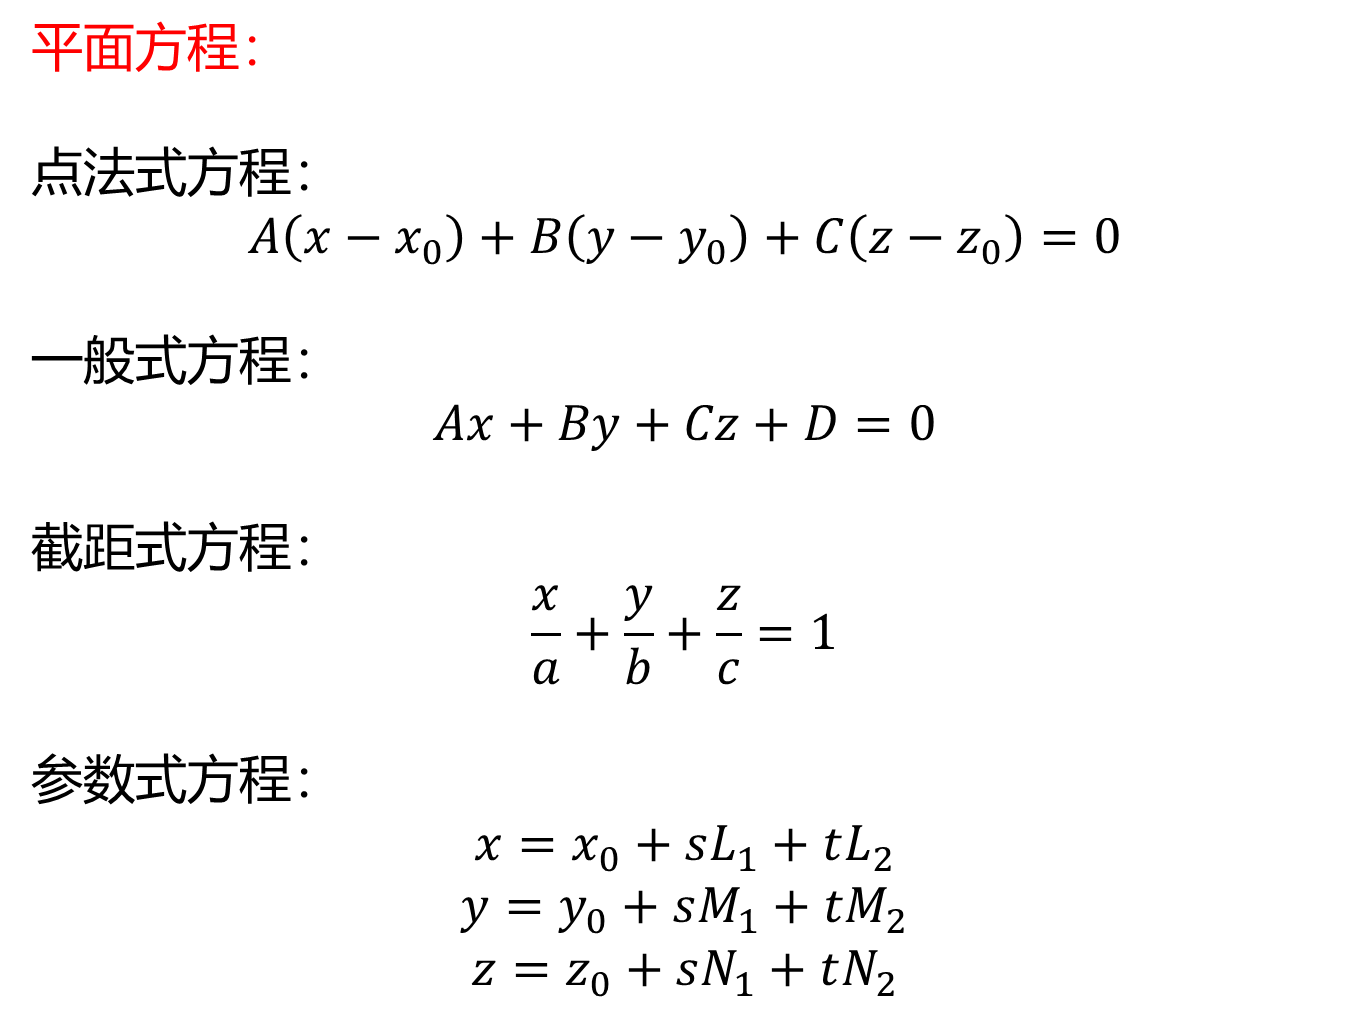 平面方程：
点法式方程：
A(x − x₀) + B(y − y₀) + C(z − z₀) = 0
一般式方程：
Ax + By + Cz + D = 0
截距式方程：
x/a + y/b + z/c = 1
参数式方程：
x = x₀ + sL₁ + tL₂
y = y₀ + sM₁ + tM₂
z = z₀ + sN₁ + tN₂